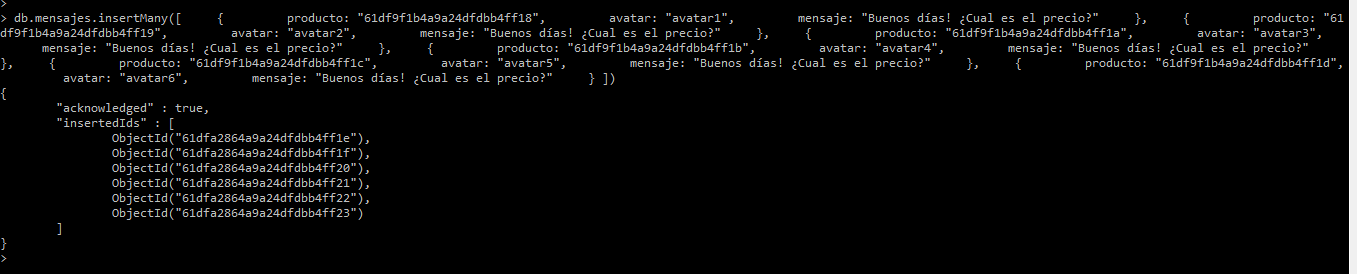 >
> db.mensajes.insertMany([     {         producto: "61df9f1b4a9a24dfdbb4ff18",         avatar: "avatar1",         mensaje: "Buenos días! ¿Cual es el precio?"     },     {         producto: "61
df9f1b4a9a24dfdbb4ff19",         avatar: "avatar2",         mensaje: "Buenos días! ¿Cual es el precio?"     },     {         producto: "61df9f1b4a9a24dfdbb4ff1a",         avatar: "avatar3",
      mensaje: "Buenos días! ¿Cual es el precio?"     },     {         producto: "61df9f1b4a9a24dfdbb4ff1b",         avatar: "avatar4",         mensaje: "Buenos días! ¿Cual es el precio?"
},     {         producto: "61df9f1b4a9a24dfdbb4ff1c",         avatar: "avatar5",         mensaje: "Buenos días! ¿Cual es el precio?"     },     {         producto: "61df9f1b4a9a24dfdbb4ff1d",
         avatar: "avatar6",         mensaje: "Buenos días! ¿Cual es el precio?"     } ])
{
        "acknowledged" : true,
        "insertedIds" : [
                ObjectId("61dfa2864a9a24dfdbb4ff1e"),
                ObjectId("61dfa2864a9a24dfdbb4ff1f"),
                ObjectId("61dfa2864a9a24dfdbb4ff20"),
                ObjectId("61dfa2864a9a24dfdbb4ff21"),
                ObjectId("61dfa2864a9a24dfdbb4ff22"),
                ObjectId("61dfa2864a9a24dfdbb4ff23")
        ]
}
>